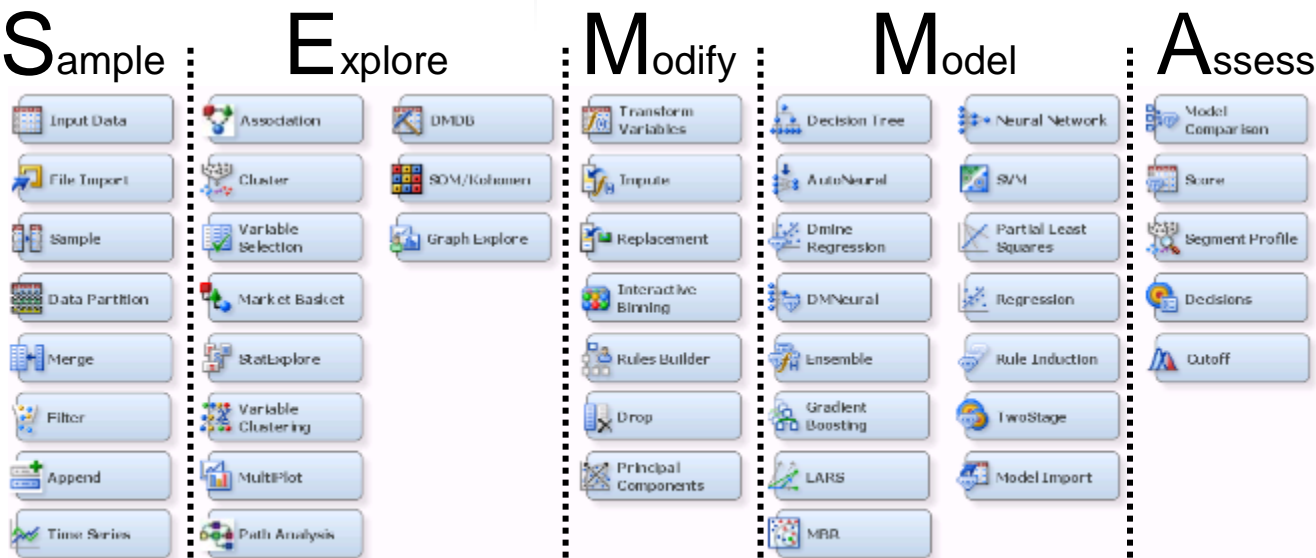 Sample
Explore
Modify
Model
Assess
Input Data
File Import
Sample
Data Partition
Merge
Filter
Append
Time Series
Association
Cluster
Variable
Selection
Market Basket
StatExplore
Variable
Clustering
MultiPlot
Path Analysis
DMDB
SOM/Kohonen
Graph Explore
Transform
Variables
Impute
Replacement
Interactive
Binning
Rules Builder
Drop
Principal
Components
Decision Tree
AutoNeural
Dmine
Regression
DMNeural
Ensemble
Gradient
Boosting
LARS
MBR
Neural Network
SVM
Partial Least
Squares
Regression
Rule Induction
TwoStage
Model Import
Model
Comparison
Score
Segment Profile
Decisions
Cutoff